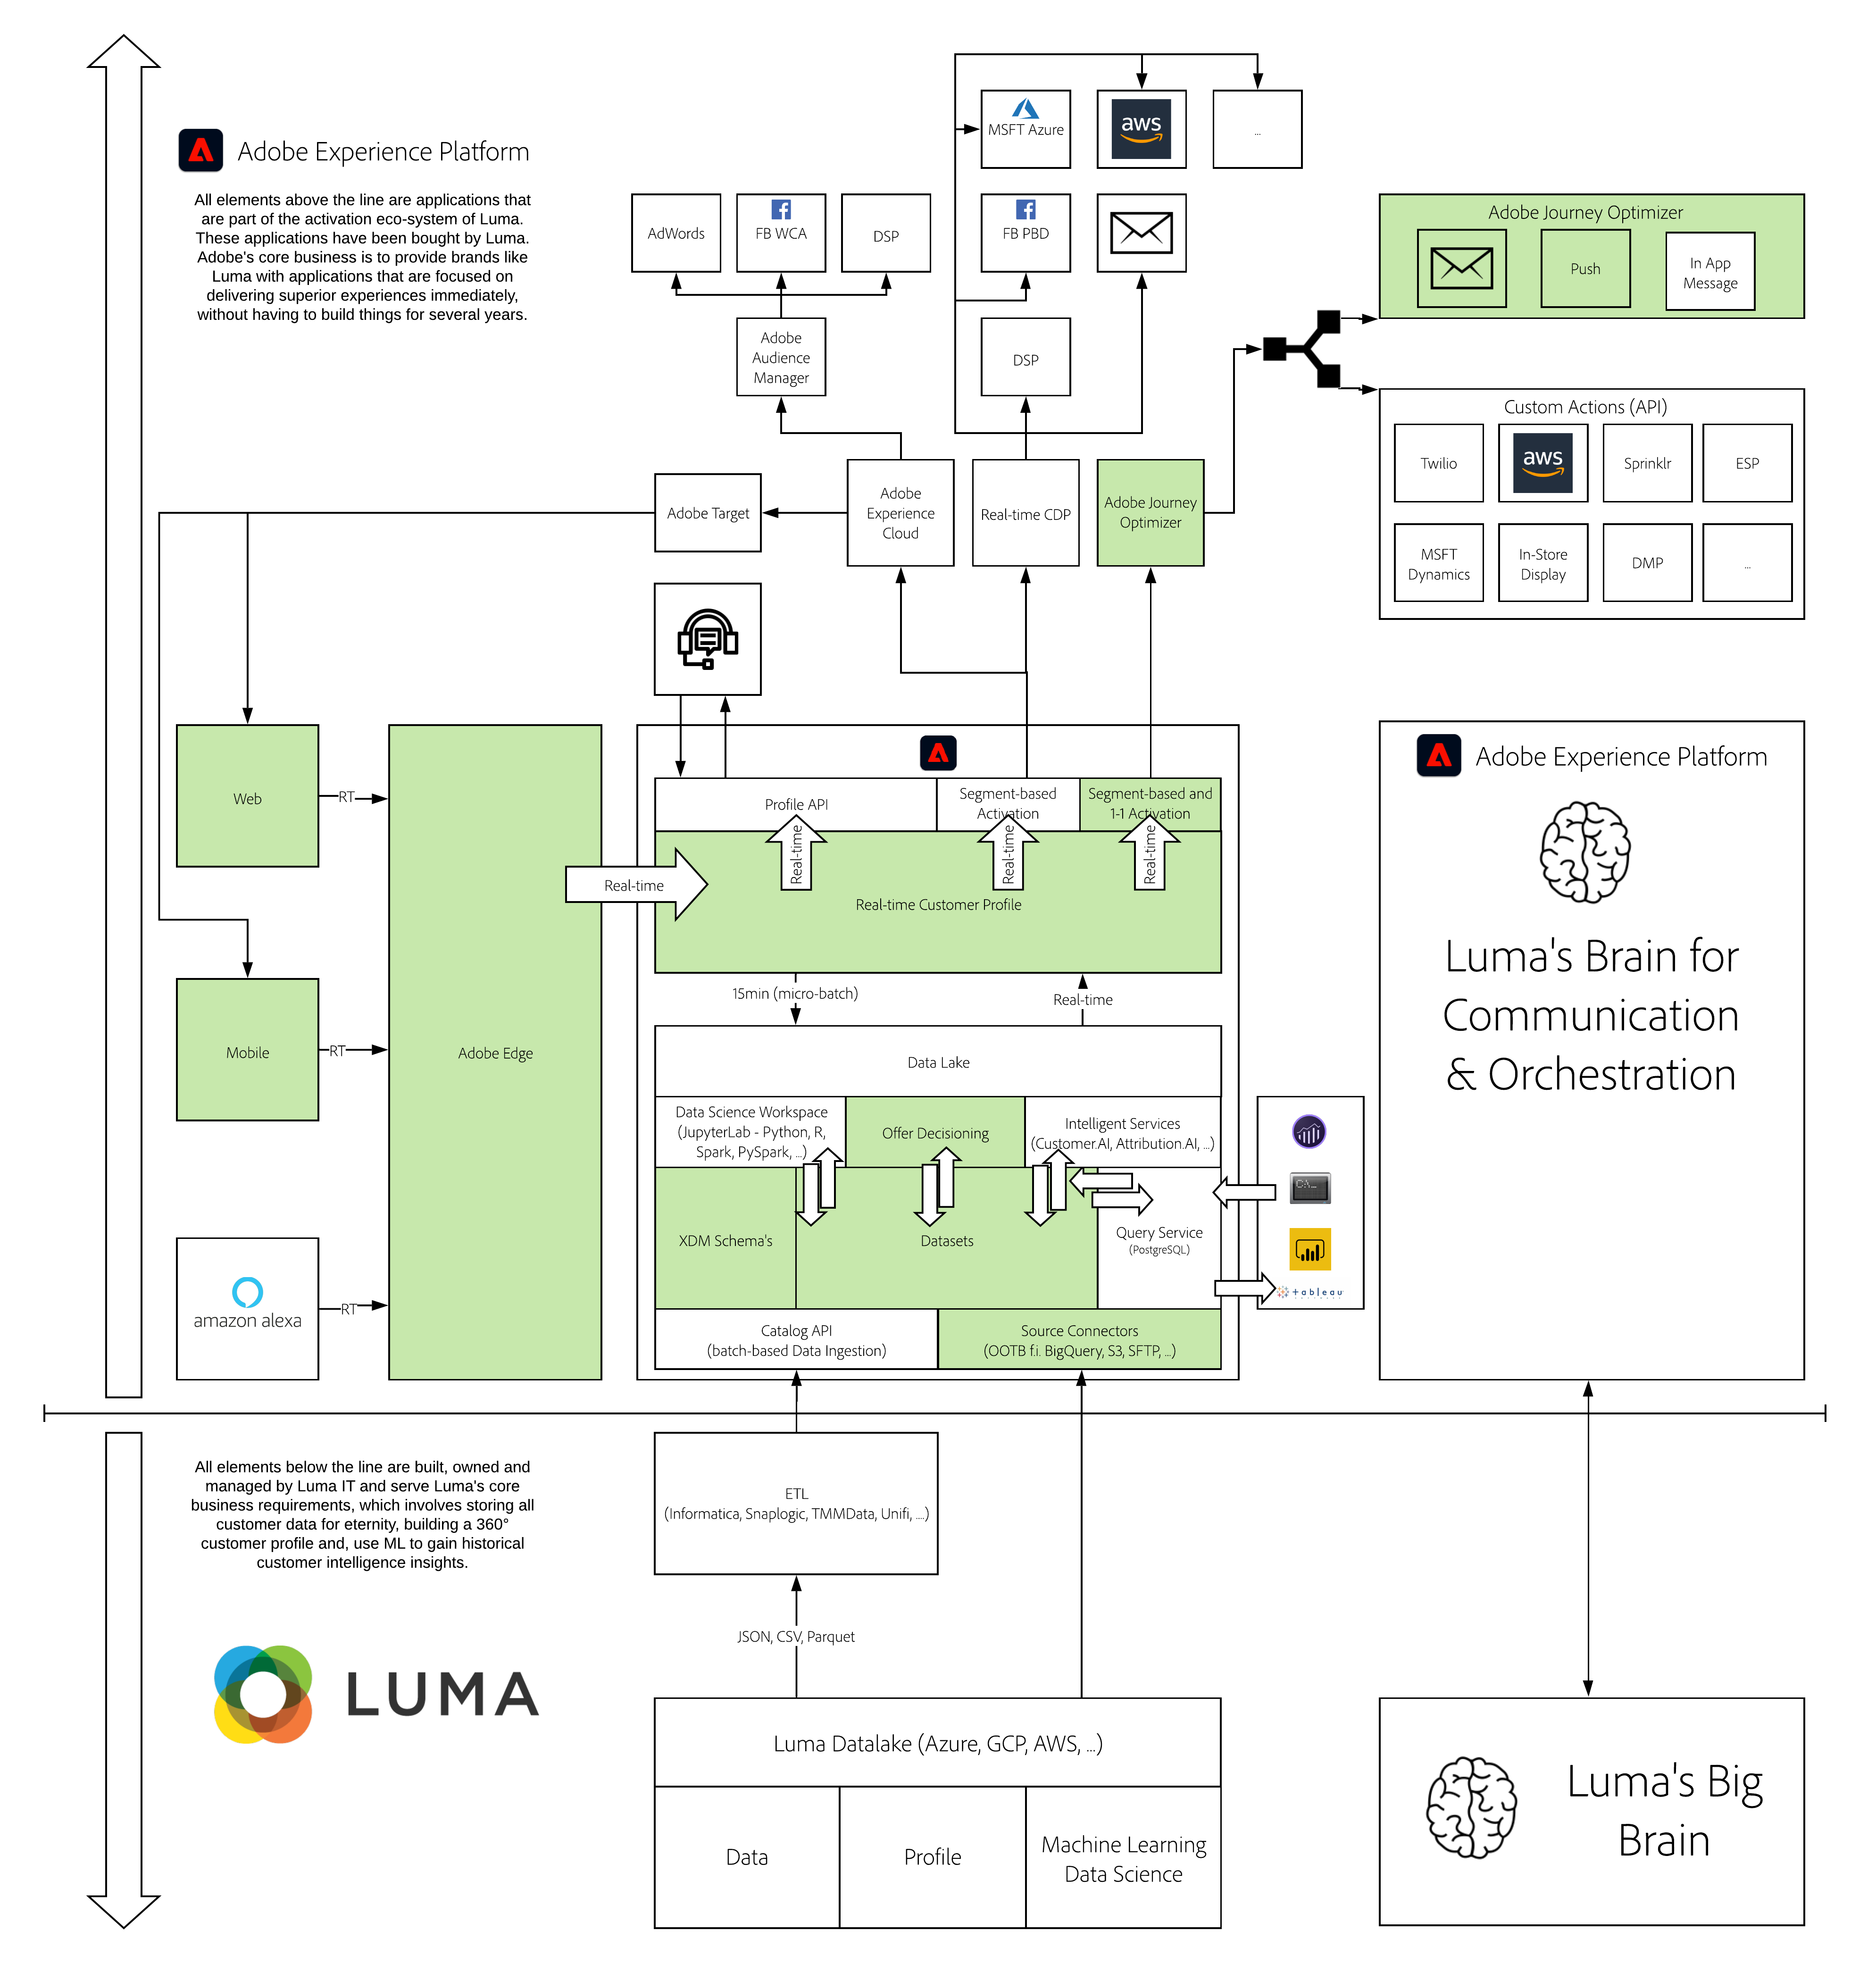 MSFT Azure
aws
...
Adobe Experience Platform
All elements above the line are applications that
are part of the activation eco-system of Luma.
These applications have been bought by Luma.
Adobe's core business is to provide brands like
Luma with applications that are focused on
delivering superior experiences immediately,
without having to build things for several years.
AdWords
FB WCA
DSP
FB PBD
Adobe Journey Optimizer
Push
In App
Message
Adobe
Audience
Manager
DSP
Custom Actions (API)
Twilio
aws
Sprinklr
ESP
MSFT
Dynamics
In-Store
Display
DMP
...
Adobe Target
Adobe
Experience
Cloud
Real-time CDP
Adobe Journey
Optimizer
Web
RT
Mobile
RT
amazon alexa
RT
Adobe Edge
Real-time
Profile API
Segment-based
Activation
Segment-based and
1-1 Activation
Real-time
Real-time
Real-time
Real-time Customer Profile
15min (micro-batch)
Real-time
Data Lake
Data Science Workspace
(JupyterLab - Python, R,
Spark, PySpark, ...)
Offer Decisioning
Intelligent Services
(Customer.AI, Attribution.AI, ...)
XDM Schema's
Datasets
Query Service
(PostgreSQL)
C:\_
+ableau
Catalog API
(batch-based Data Ingestion)
Source Connectors
(OOTB f.i. BigQuery, S3, SFTP, ...)
Adobe Experience Platform
Luma's Brain for
Communication
& Orchestration
All elements below the line are built, owned and
managed by Luma IT and serve Luma's core
business requirements, which involves storing all
customer data for eternity, building a 360°
customer profile and, use ML to gain historical
customer intelligence insights.
LUMA
ETL
(Informatica, Snaplogic, TMMData, Unifi, ....)
JSON, CSV, Parquet
Luma Datalake (Azure, GCP, AWS, ...)
Data
Profile
Machine Learning
Data Science
Luma's Big
Brain